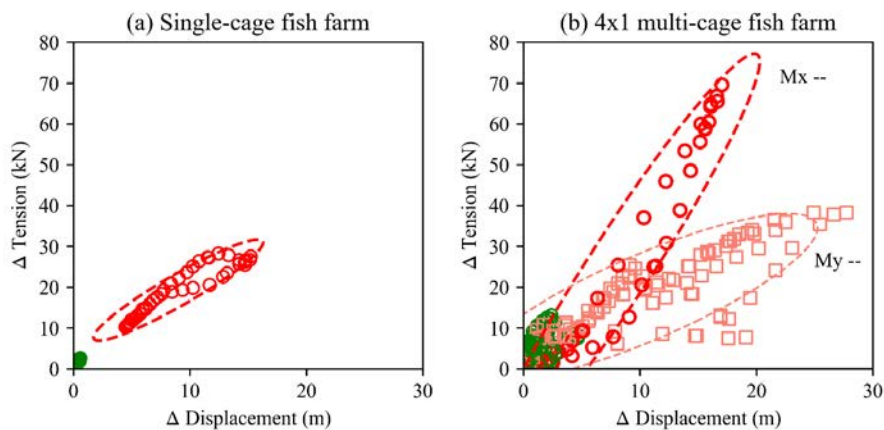 (a) Single-cage fish farm
80
70
60
50
40
30
20
10
0
Δ Tension (kN)
0 10 20 30
Δ Displacement (m)
(b) 4x1 multi-cage fish farm
80
70
60
50
40
30
20
10
0
Δ Tension (kN)
Mx --
My --
0 10 20 30
Δ Displacement (m)